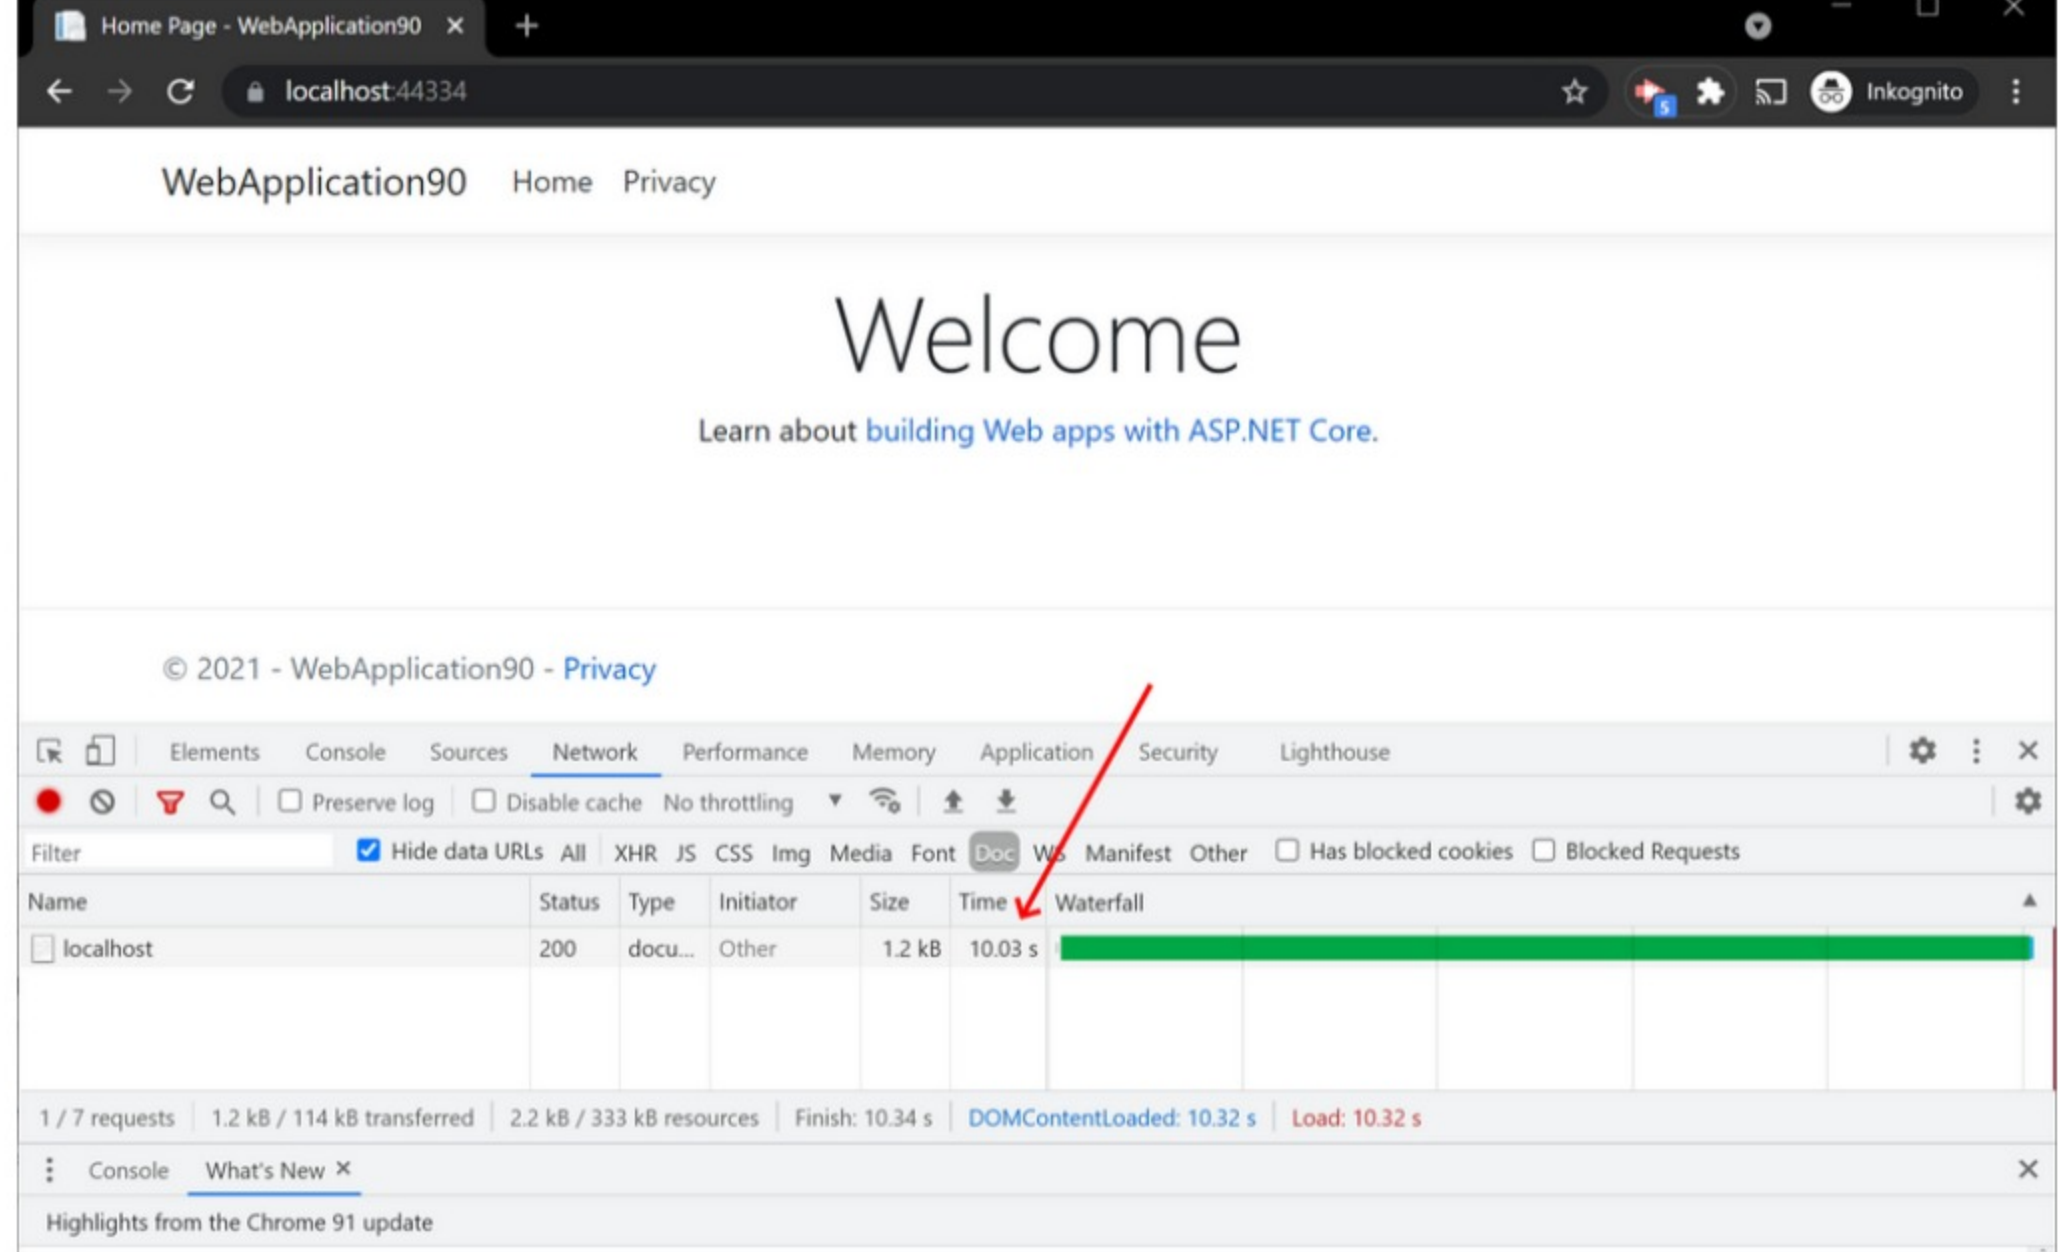 Home Page - WebApplication90
localhost:44334
5
Inkognito
WebApplication90 Home Privacy
Welcome
Learn about building Web apps with ASP.NET Core.
© 2021 - WebApplication90 - Privacy
Elements Console Sources Network Performance Memory Application Security Lighthouse
Preserve log Disable cache No throttling
Filter Hide data URLs All XHR JS CSS Img Media Font Doc WS Manifest Other Has blocked cookies Blocked Requests
Name Status Type Initiator Size Time Waterfall
localhost 200 docu... Other 1.2 kB 10.03 s
1 / 7 requests 1.2 kB / 114 kB transferred 2.2 kB / 333 kB resources Finish: 10.34 s DOMContentLoaded: 10.32 s Load: 10.32 s
Console What's New
Highlights from the Chrome 91 update